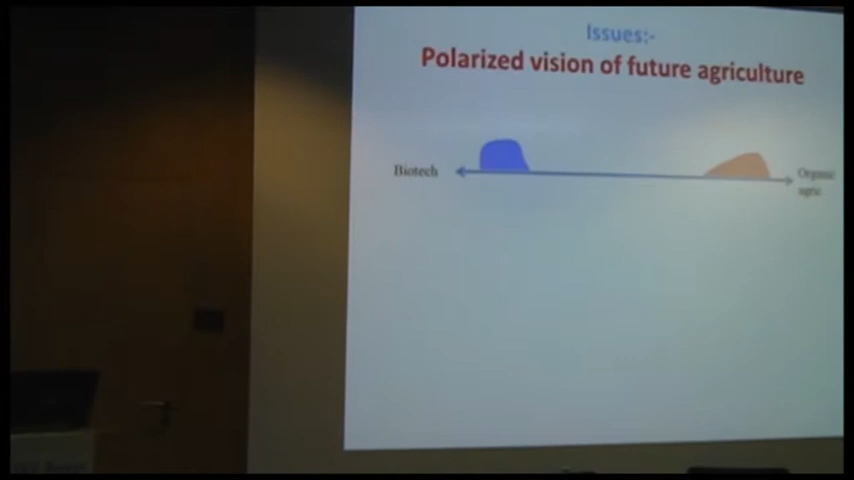 Issues:-
Polarized vision of future agriculture
Biotech
Organic
agric